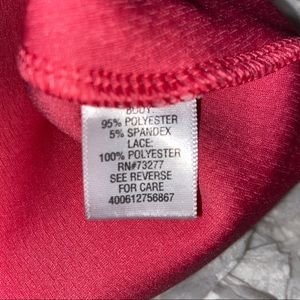 BODY:
95% POLYESTER
5% SPANDEX
LACE:
100% POLYESTER
RN#73277
SEE REVERSE
FOR CARE
400612756867